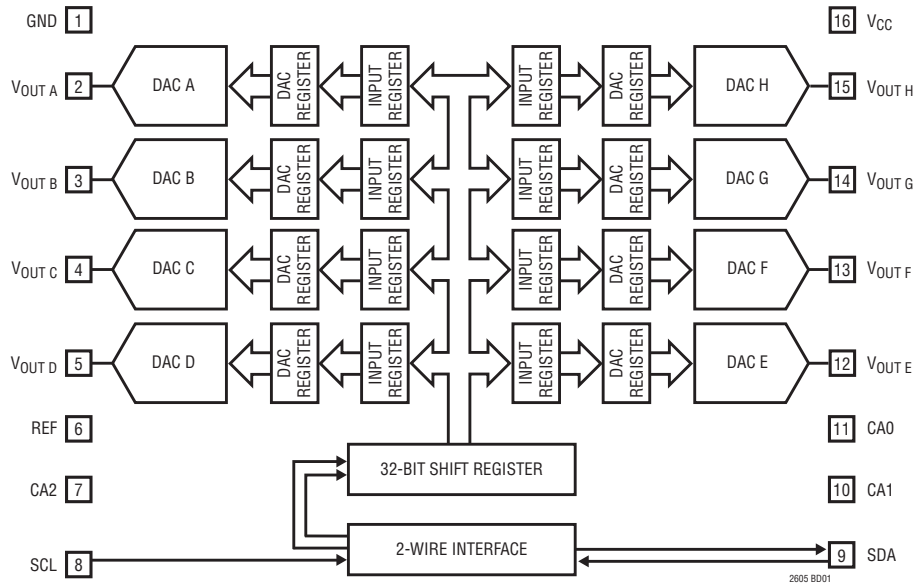 GND 1
16 VCC
VOUT A 2
DAC A
DAC REGISTER
INPUT REGISTER
INPUT REGISTER
DAC REGISTER
DAC H
15 VOUT H
VOUT B 3
DAC B
DAC REGISTER
INPUT REGISTER
INPUT REGISTER
DAC REGISTER
DAC G
14 VOUT G
VOUT C 4
DAC C
DAC REGISTER
INPUT REGISTER
INPUT REGISTER
DAC REGISTER
DAC F
13 VOUT F
VOUT D 5
DAC D
DAC REGISTER
INPUT REGISTER
INPUT REGISTER
DAC REGISTER
DAC E
12 VOUT E
REF 6
11 CA0
32-BIT SHIFT REGISTER
CA2 7
10 CA1
2-WIRE INTERFACE
SCL 8
9 SDA
2605 BD01